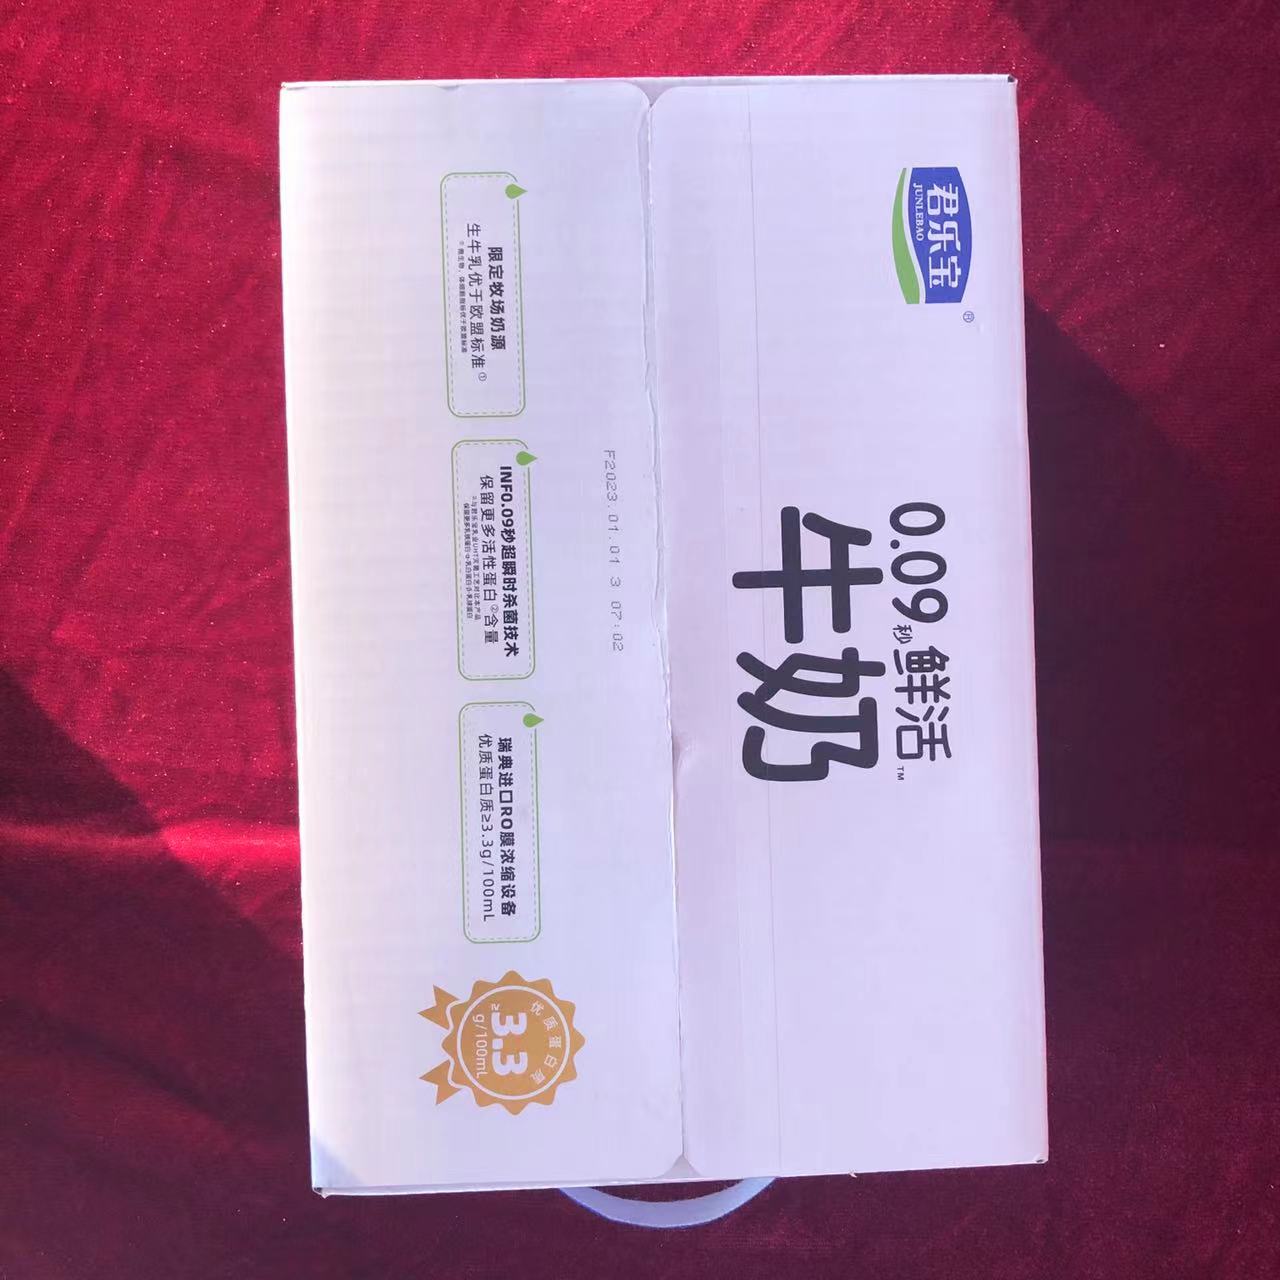 君乐宝
JUNLEBAO
®
0.09秒鲜活
牛奶
TM
F2023.01.01 3 07:02
限定牧场奶源
生牛乳优于欧盟标准①
INF0.09秒超瞬时杀菌技术
保留更多活性蛋白②含量
瑞典进口RO膜浓缩设备
优质蛋白质≥3.3g/100mL
优质蛋白质
≥3.3
g/100mL